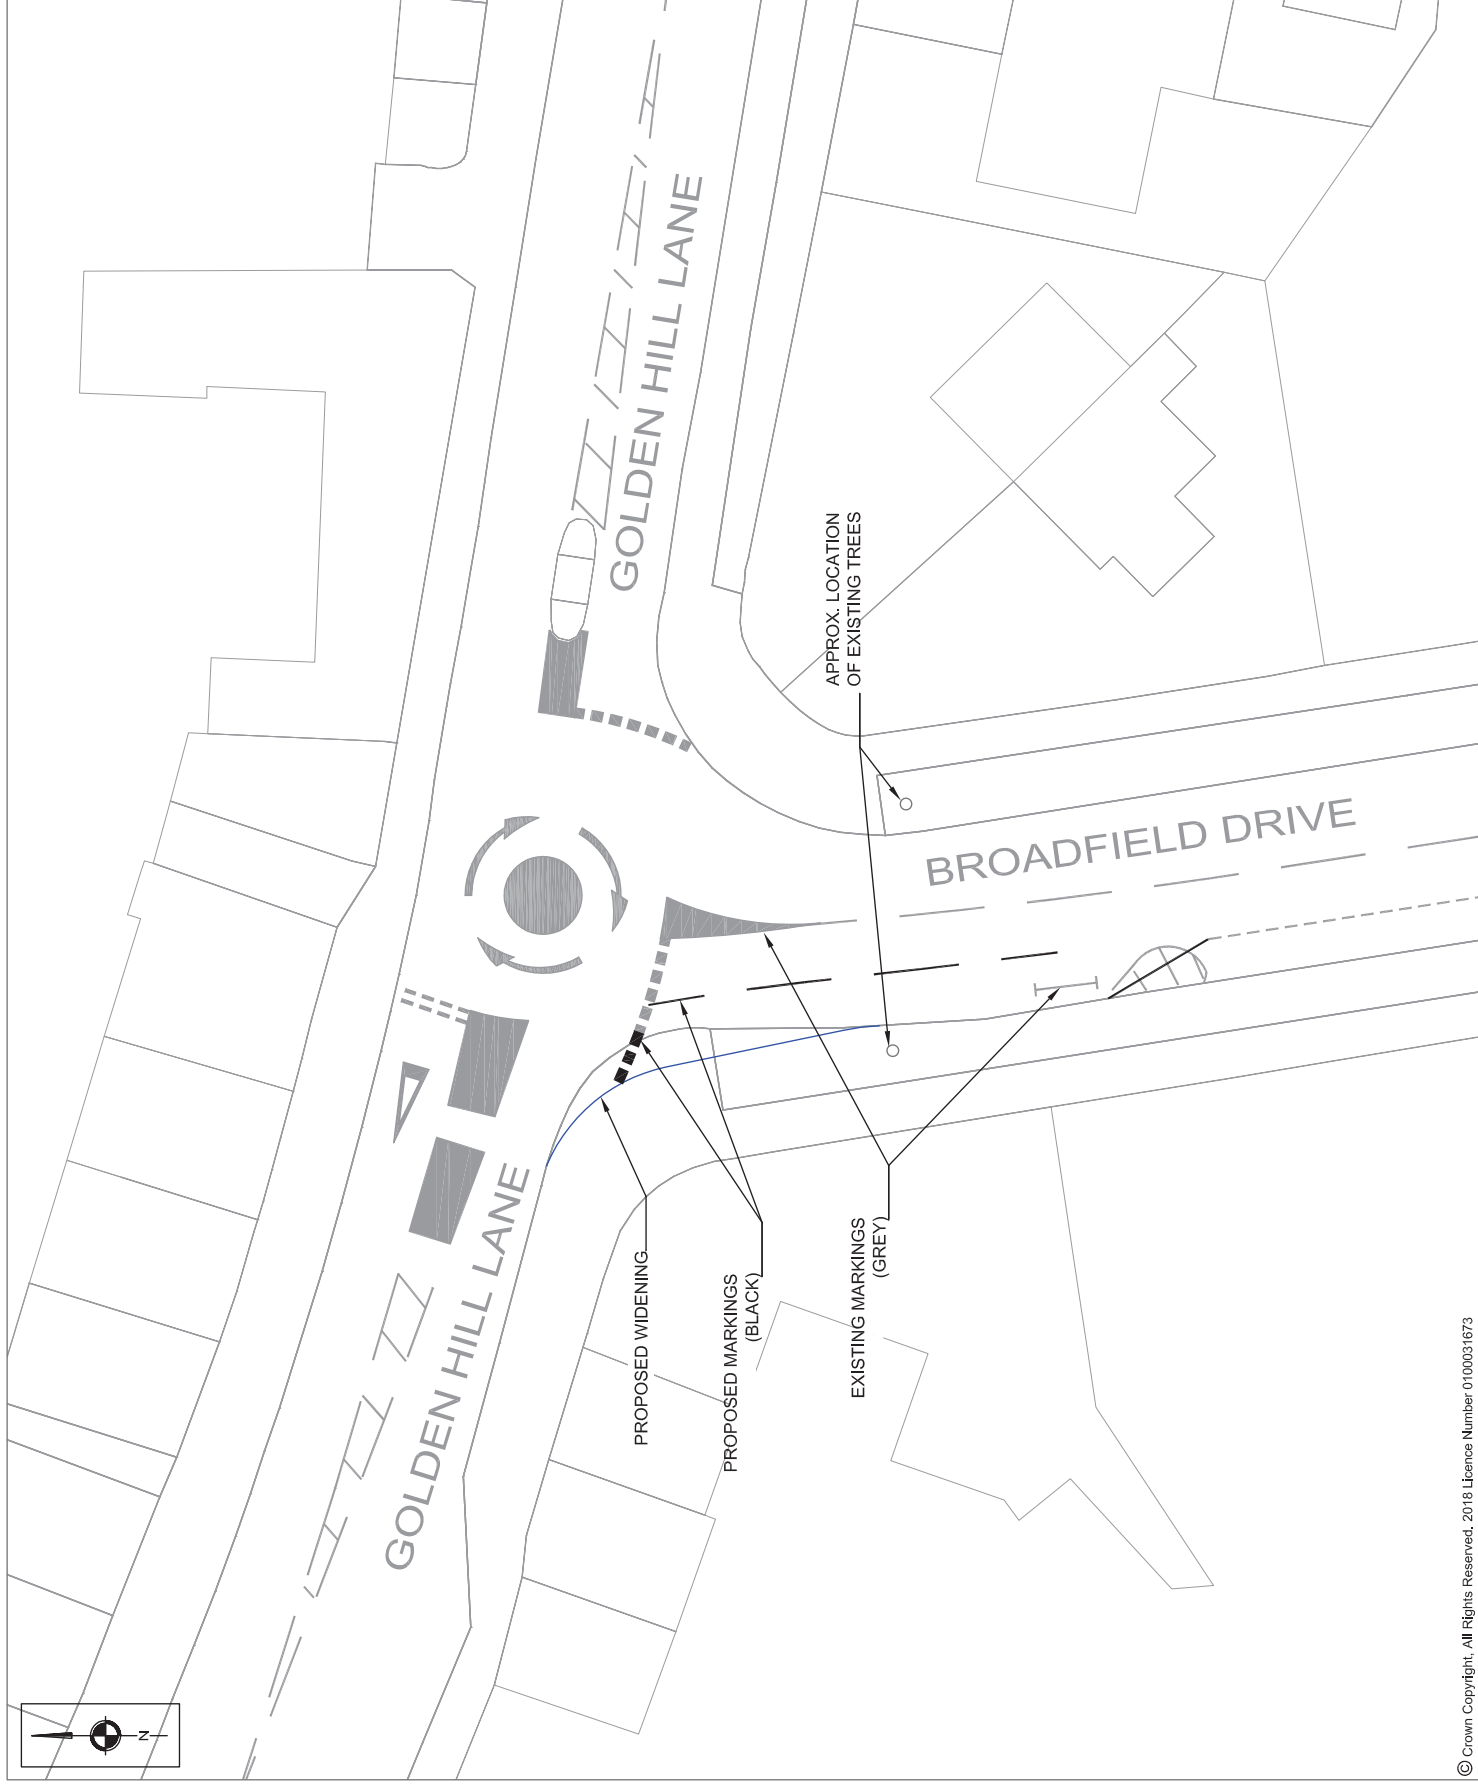 GOLDEN HILL LANE
GOLDEN HILL LANE
BROADFIELD DRIVE
APPROX. LOCATION
OF EXISTING TREES
PROPOSED WIDENING
PROPOSED MARKINGS
(BLACK)
EXISTING MARKINGS
(GREY)
N
© Crown Copyright, All Rights Reserved. 2018 Licence Number 0100031673